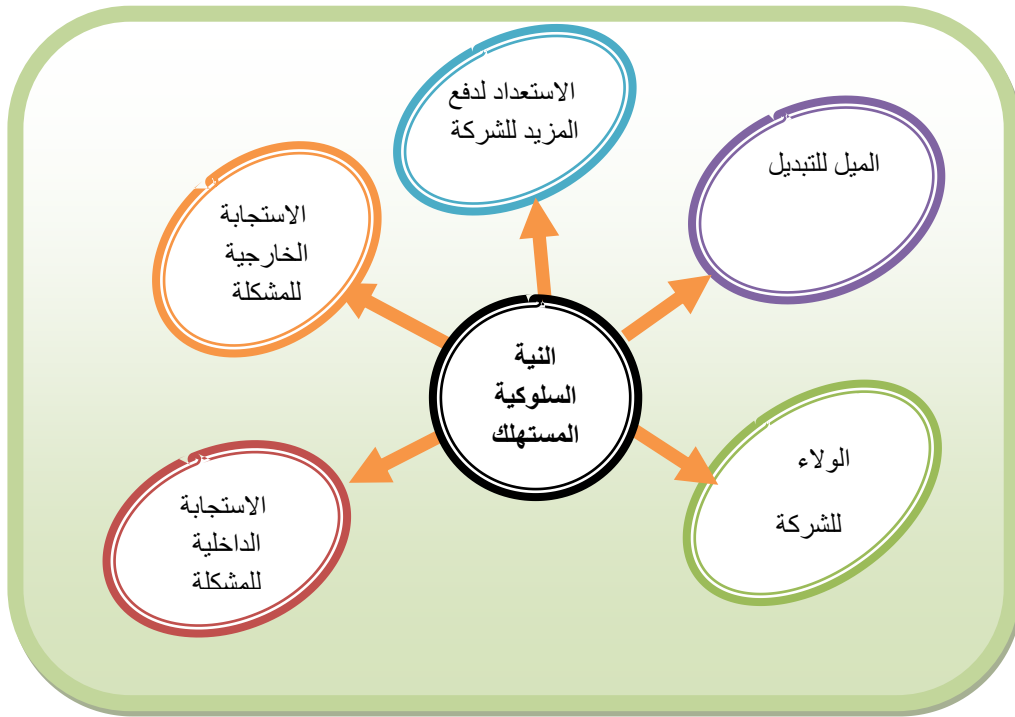 الاستعداد لدفع
المزيد للشركة
الميل للتبديل
الاستجابة
الخارجية
للمشكلة
النية
السلوكية
المستهلك
الولاء
للشركة
الاستجابة
الداخلية
للمشكلة